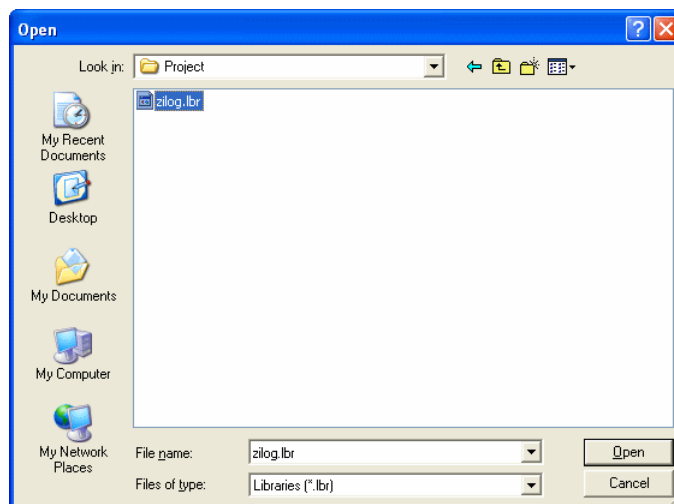 Open
Look in: Project
zilog.lbr
My Recent
Documents
Desktop
My Documents
My Computer
My Network
Places
File name: zilog.lbr Open
Files of type: Libraries (*.lbr) Cancel